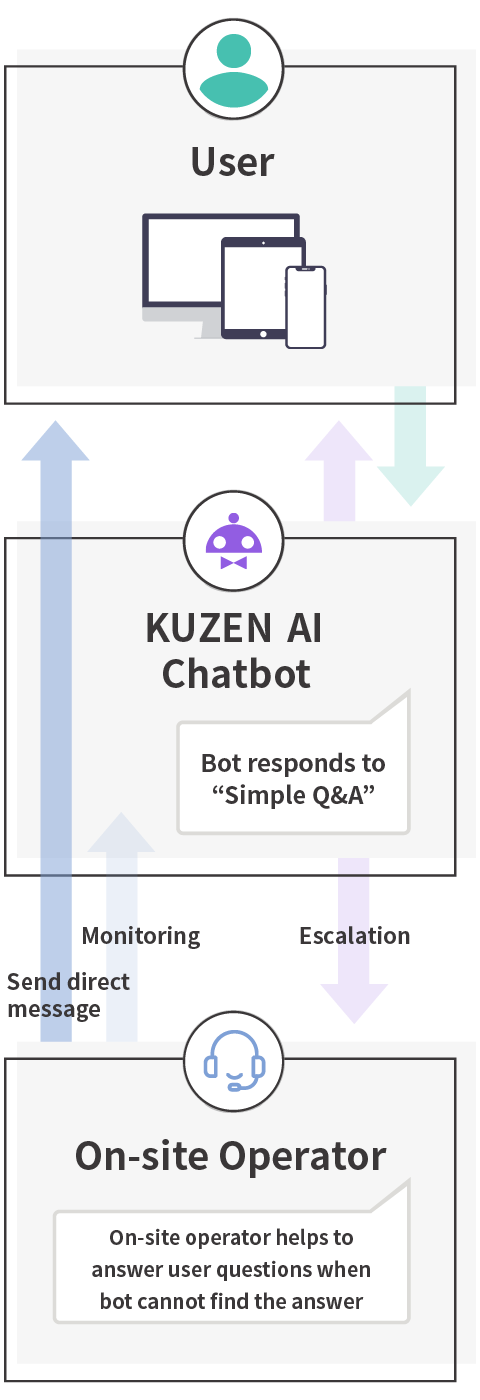 User
KUZEN AI
Chatbot
Bot responds to
“Simple Q&A”
Monitoring
Escalation
Send direct
message
On-site Operator
On-site operator helps to
answer user questions when
bot cannot find the answer